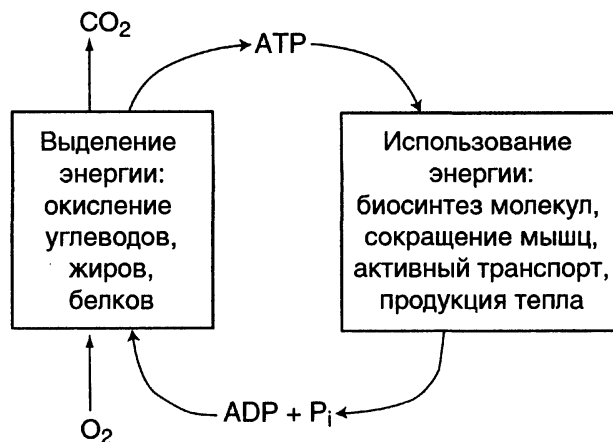 CO₂
ATP
Выделение
энергии:
окисление
углеводов,
жиров,
белков
Использование
энергии:
биосинтез молекул,
сокращение мышц,
активный транспорт,
продукция тепла
ADP + Pᵢ
O₂